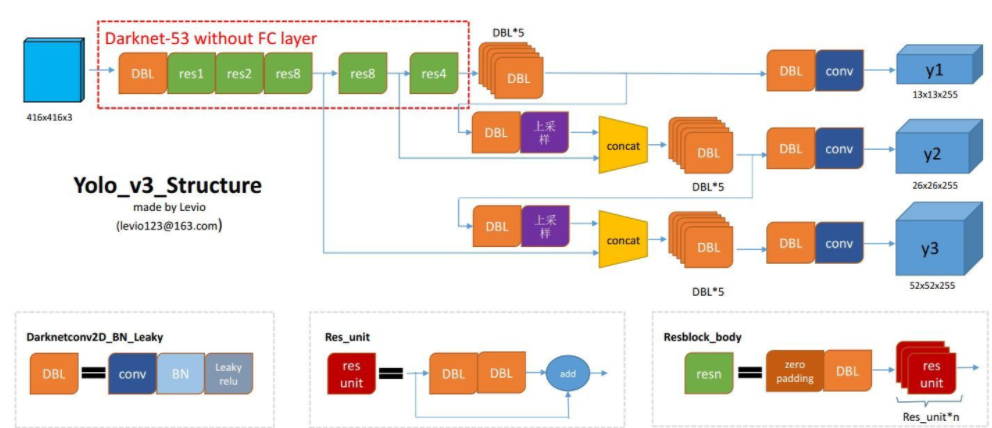 Darknet-53 without FC layer
DBL*5
DBL
res1
res2
res8
res8
res4
DBL
DBL
conv
y1
13x13x255
416x416x3
DBL
上采
样
concat
DBL
DBL*5
DBL
conv
y2
26x26x255
Yolo_v3_Structure
made by Levio
(levio123@163.com)
DBL
上采
样
concat
DBL
DBL*5
DBL
conv
y3
52x52x255
Darknetconv2D_BN_Leaky
DBL
conv
BN
Leaky
relu
Res_unit
res
unit
DBL
DBL
add
Resblock_body
resn
zero
padding
DBL
res
unit
Res_unit*n